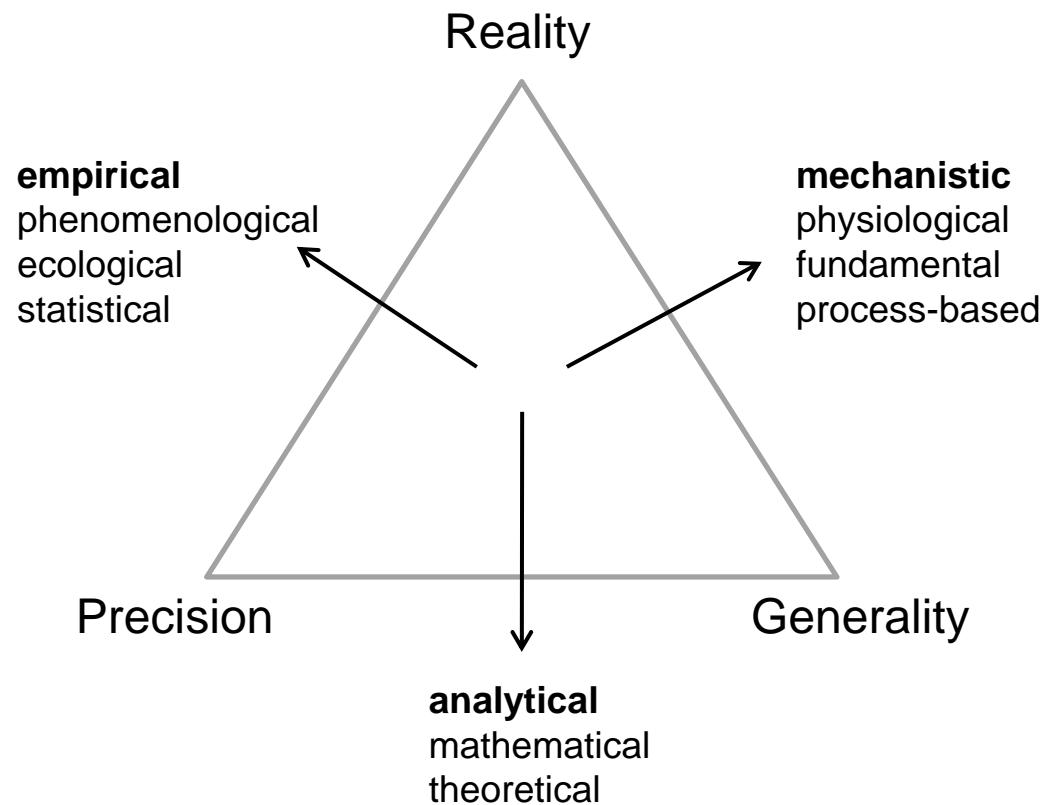 Reality
empirical
phenomenological
ecological
statistical
mechanistic
physiological
fundamental
process-based
Precision
Generality
analytical
mathematical
theoretical